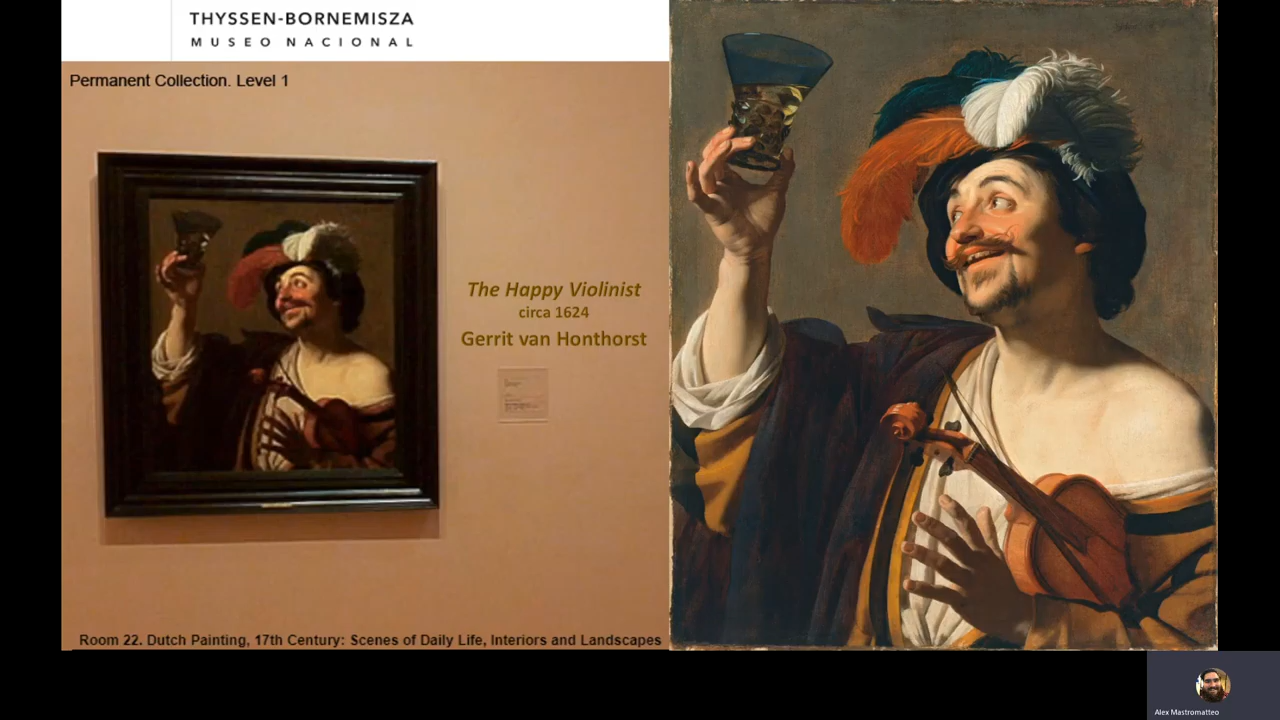 THYSSEN-BORNEMISZA
MUSEO NACIONAL
Permanent Collection. Level 1
The Happy Violinist
circa 1624
Gerrit van Honthorst
Room 22. Dutch Painting, 17th Century: Scenes of Daily Life, Interiors and Landscapes
Alex Mastromatteo